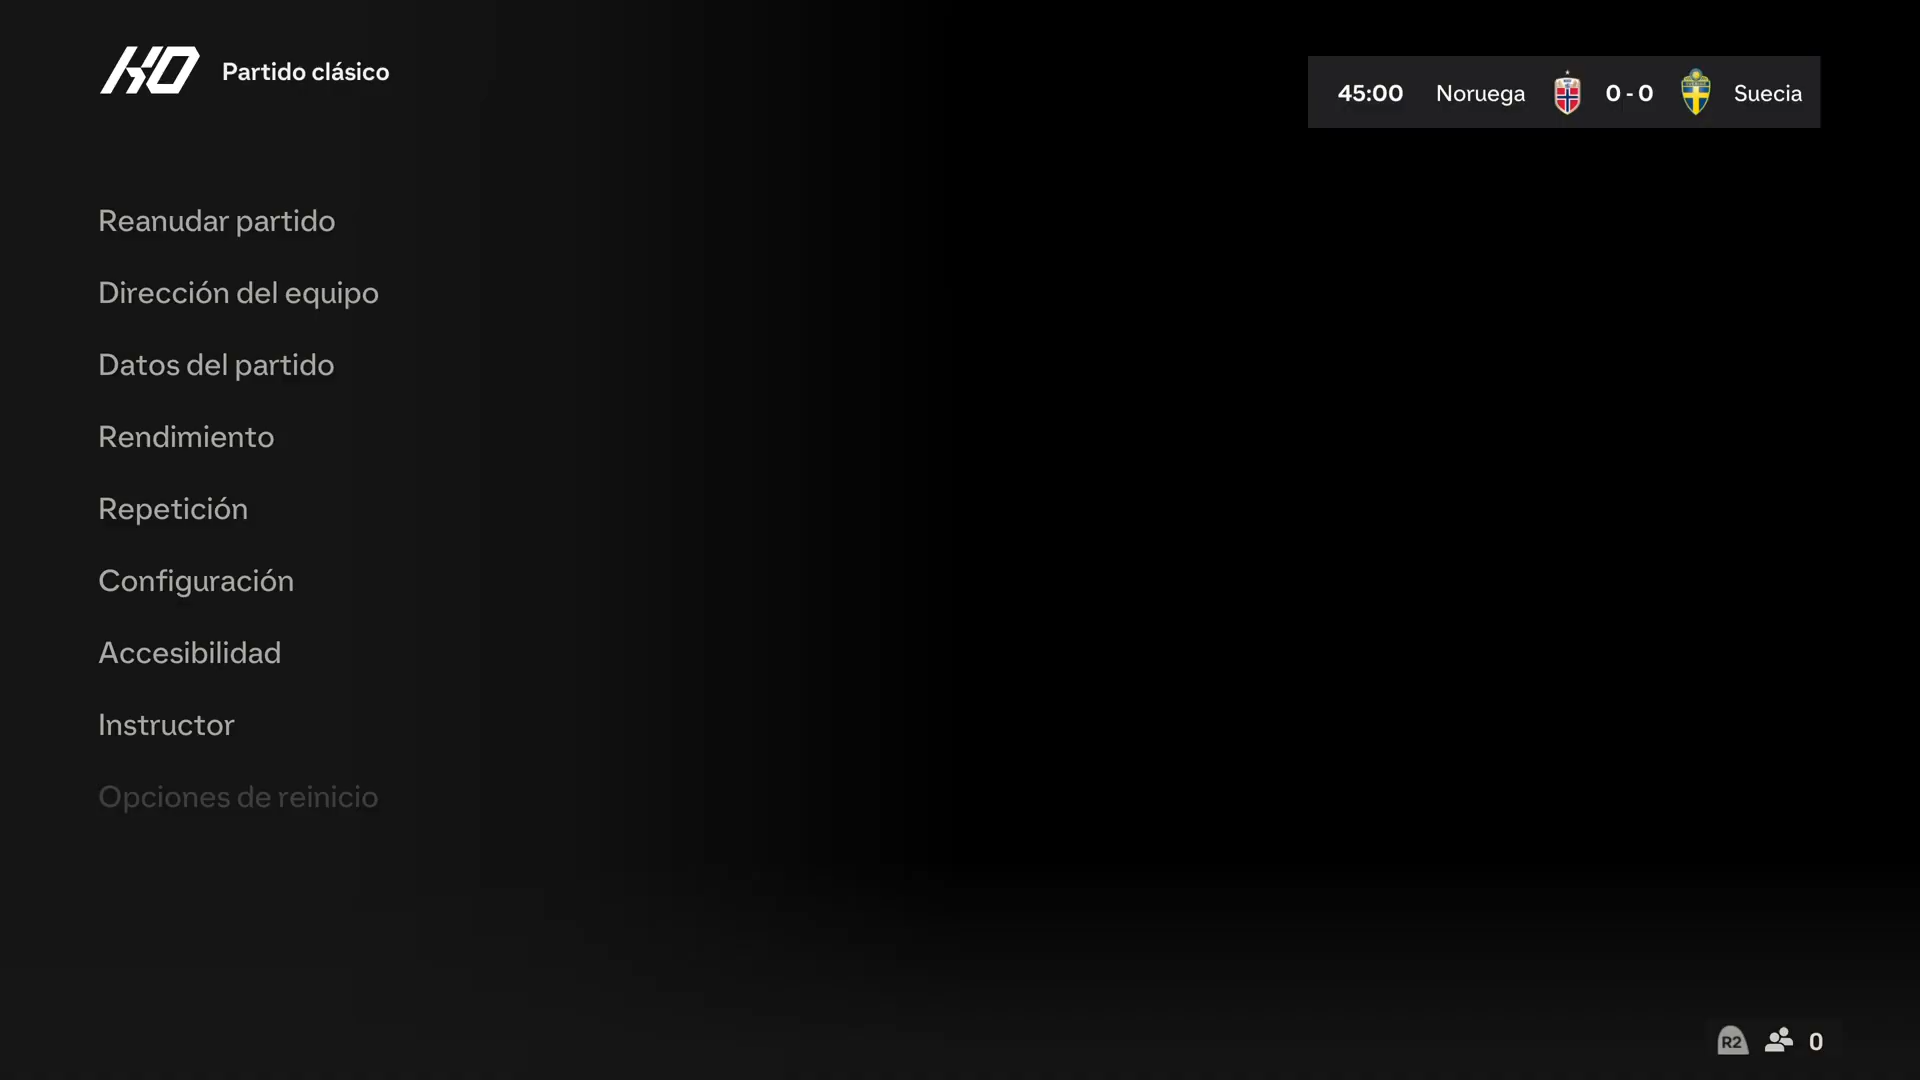 KO Partido clásico
45:00 Noruega 0 - 0 Suecia
Reanudar partido
Dirección del equipo
Datos del partido
Rendimiento
Repetición
Configuración
Accesibilidad
Instructor
Opciones de reinicio
R2 0